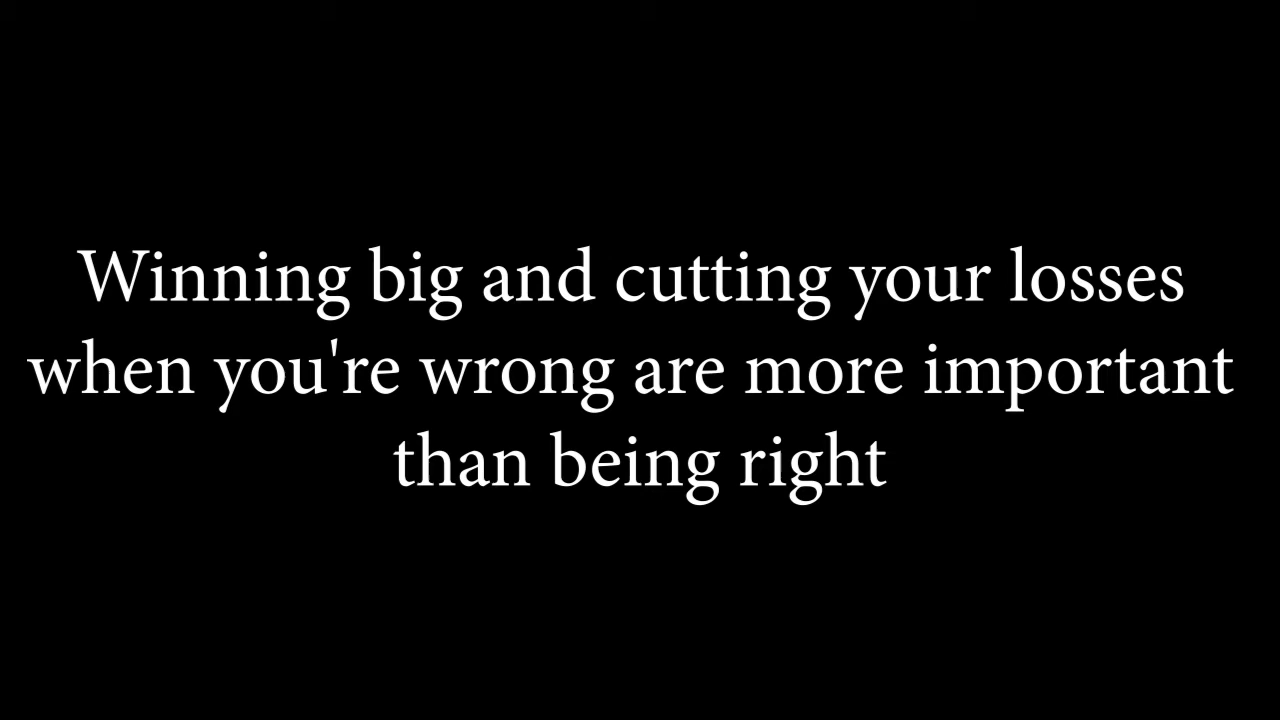 Winning big and cutting your losses
when you're wrong are more important
than being right